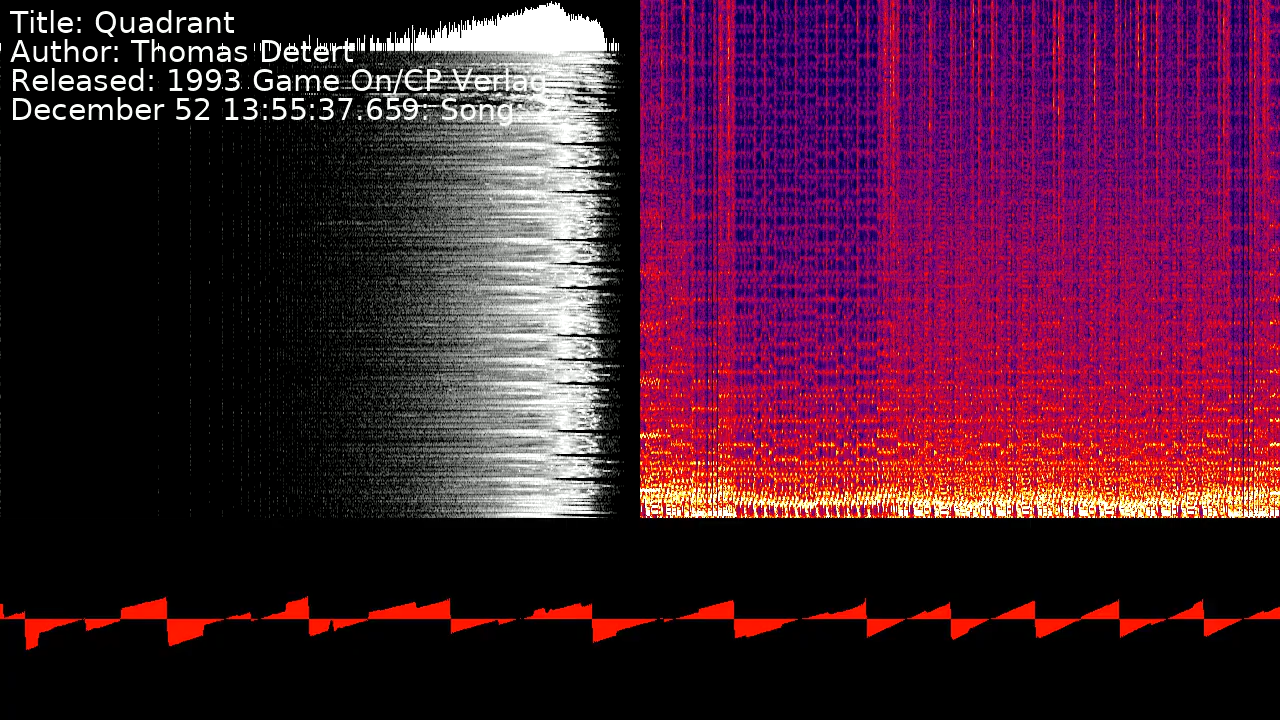 Title: Quadrant
Author: Thomas Detert
Released: 1993 Game On/CP Verlag
December 52 13:55:37.659: Song: